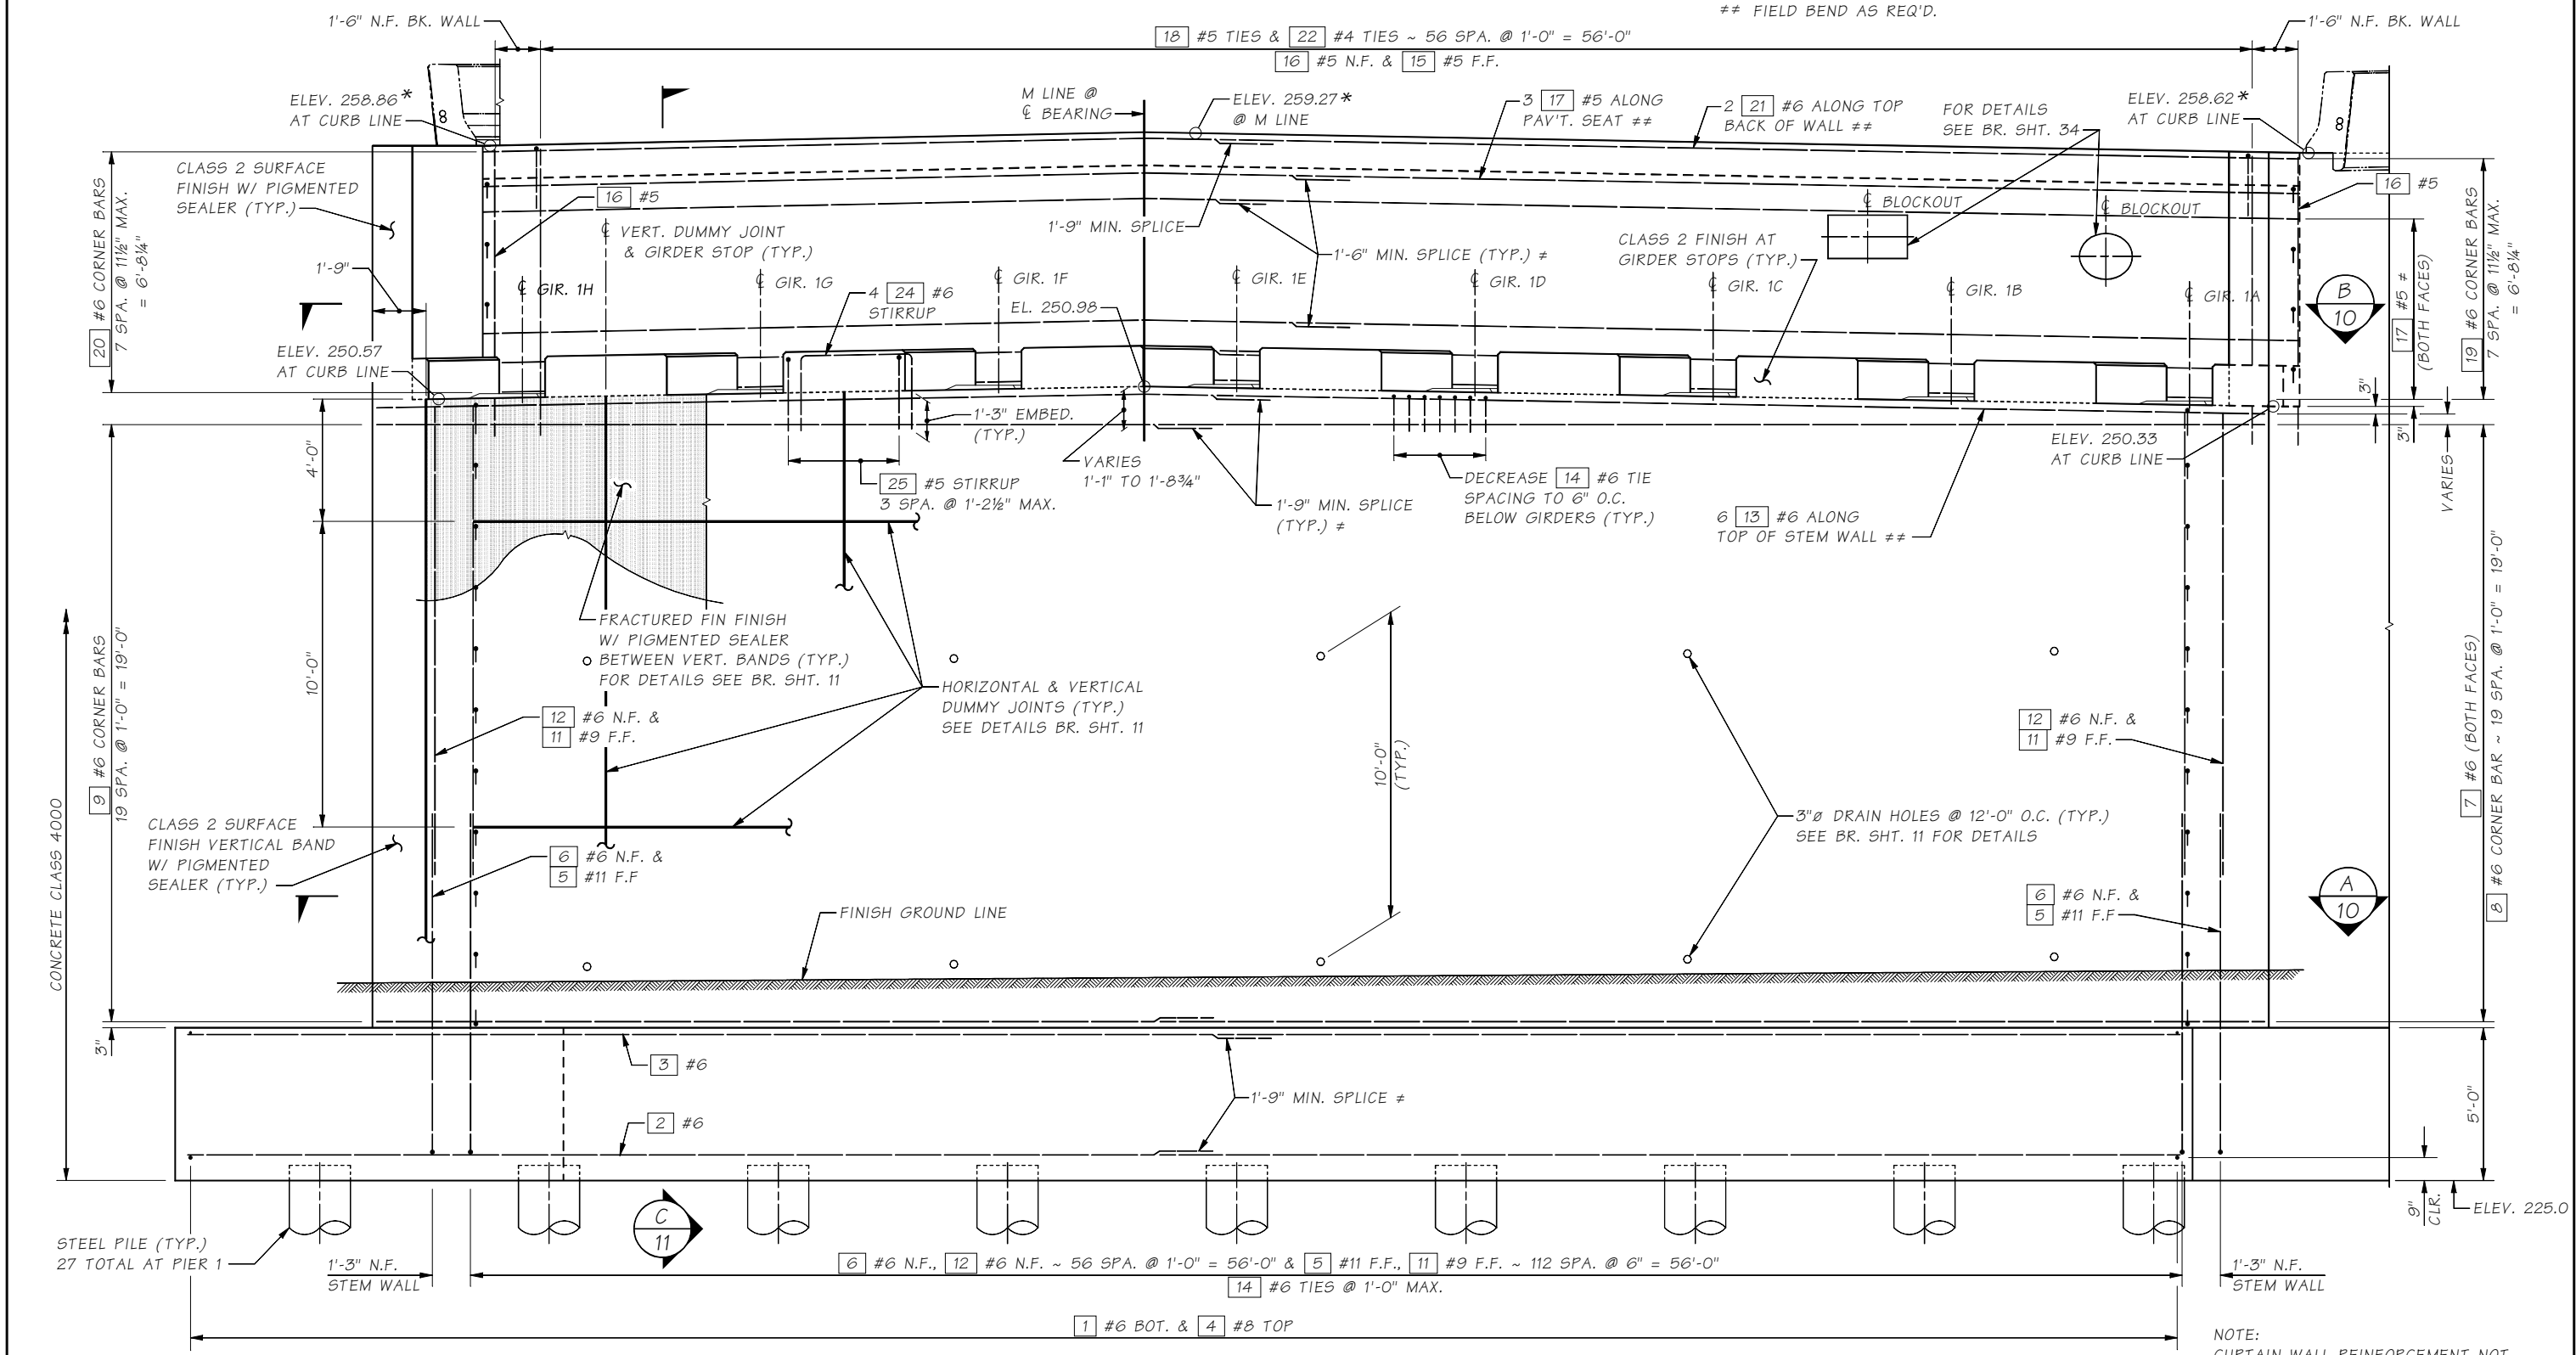 ≠≠ FIELD BEND AS REQ'D.
1'-6" N.F. BK. WALL
1'-6" N.F. BK. WALL
18 #5 TIES & 22 #4 TIES ~ 56 SPA. @ 1'-0" = 56'-0"
16 #5 N.F. & 15 #5 F.F.
ELEV. 258.86*
AT CURB LINE
8
M LINE @
℄ BEARING
ELEV. 259.27*
@ M LINE
3 17 #5 ALONG
PAV'T. SEAT ≠≠
2 21 #6 ALONG TOP
BACK OF WALL ≠≠
FOR DETAILS
SEE BR. SHT. 34
ELEV. 258.62*
AT CURB LINE
8
CLASS 2 SURFACE
FINISH W/ PIGMENTED
SEALER (TYP.)
16 #5
16 #5
20 #6 CORNER BARS
7 SPA. @ 11½" MAX.
= 6'-8¼"
℄ VERT. DUMMY JOINT
& GIRDER STOP (TYP.)
1'-9" MIN. SPLICE
1'-6" MIN. SPLICE (TYP.) ≠
CLASS 2 FINISH AT
GIRDER STOPS (TYP.)
℄ BLOCKOUT
℄ BLOCKOUT
1'-9"
℄ GIR. 1H
℄ GIR. 1G
℄ GIR. 1F
℄ GIR. 1E
℄ GIR. 1D
℄ GIR. 1C
℄ GIR. 1B
℄ GIR. 1A
4 24 #6
STIRRUP
EL. 250.98
B
10
17 #5 ≠
(BOTH FACES)
19 #6 CORNER BARS
7 SPA. @ 11½" MAX.
= 6'-8¼"
ELEV. 250.57
AT CURB LINE
1'-3" EMBED.
(TYP.)
VARIES
1'-1" TO 1'-8¾"
3"
3"
VARIES
ELEV. 250.33
AT CURB LINE
4'-0"
25 #5 STIRRUP
3 SPA. @ 1'-2½" MAX.
1'-9" MIN. SPLICE
(TYP.) ≠
DECREASE 14 #6 TIE
SPACING TO 6" O.C.
BELOW GIRDERS (TYP.)
6 13 #6 ALONG
TOP OF STEM WALL ≠≠
10'-0"
FRACTURED FIN FINISH
W/ PIGMENTED SEALER
BETWEEN VERT. BANDS (TYP.)
FOR DETAILS SEE BR. SHT. 11
HORIZONTAL & VERTICAL
DUMMY JOINTS (TYP.)
SEE DETAILS BR. SHT. 11
9 #6 CORNER BARS
19 SPA. @ 1'-0" = 19'-0"
CONCRETE CLASS 4000
12 #6 N.F. &
11 #9 F.F.
12 #6 N.F. &
11 #9 F.F.
10'-0"
(TYP.)
7 #6 (BOTH FACES)
8 #6 CORNER BAR ~ 19 SPA. @ 1'-0" = 19'-0"
CLASS 2 SURFACE
FINISH VERTICAL BAND
W/ PIGMENTED
SEALER (TYP.)
6 #6 N.F. &
5 #11 F.F
3"ø DRAIN HOLES @ 12'-0" O.C. (TYP.)
SEE BR. SHT. 11 FOR DETAILS
6 #6 N.F. &
5 #11 F.F
A
10
FINISH GROUND LINE
3"
3 #6
1'-9" MIN. SPLICE ≠
2 #6
5'-0"
9"
CLR.
ELEV. 225.0
C
11
STEEL PILE (TYP.)
27 TOTAL AT PIER 1
1'-3" N.F.
STEM WALL
6 #6 N.F., 12 #6 N.F. ~ 56 SPA. @ 1'-0" = 56'-0" & 5 #11 F.F., 11 #9 F.F. ~ 112 SPA. @ 6" = 56'-0"
14 #6 TIES @ 1'-0" MAX.
1'-3" N.F.
STEM WALL
1 #6 BOT. & 4 #8 TOP
NOTE:
CURTAIN WALL REINFORCEMENT NOT